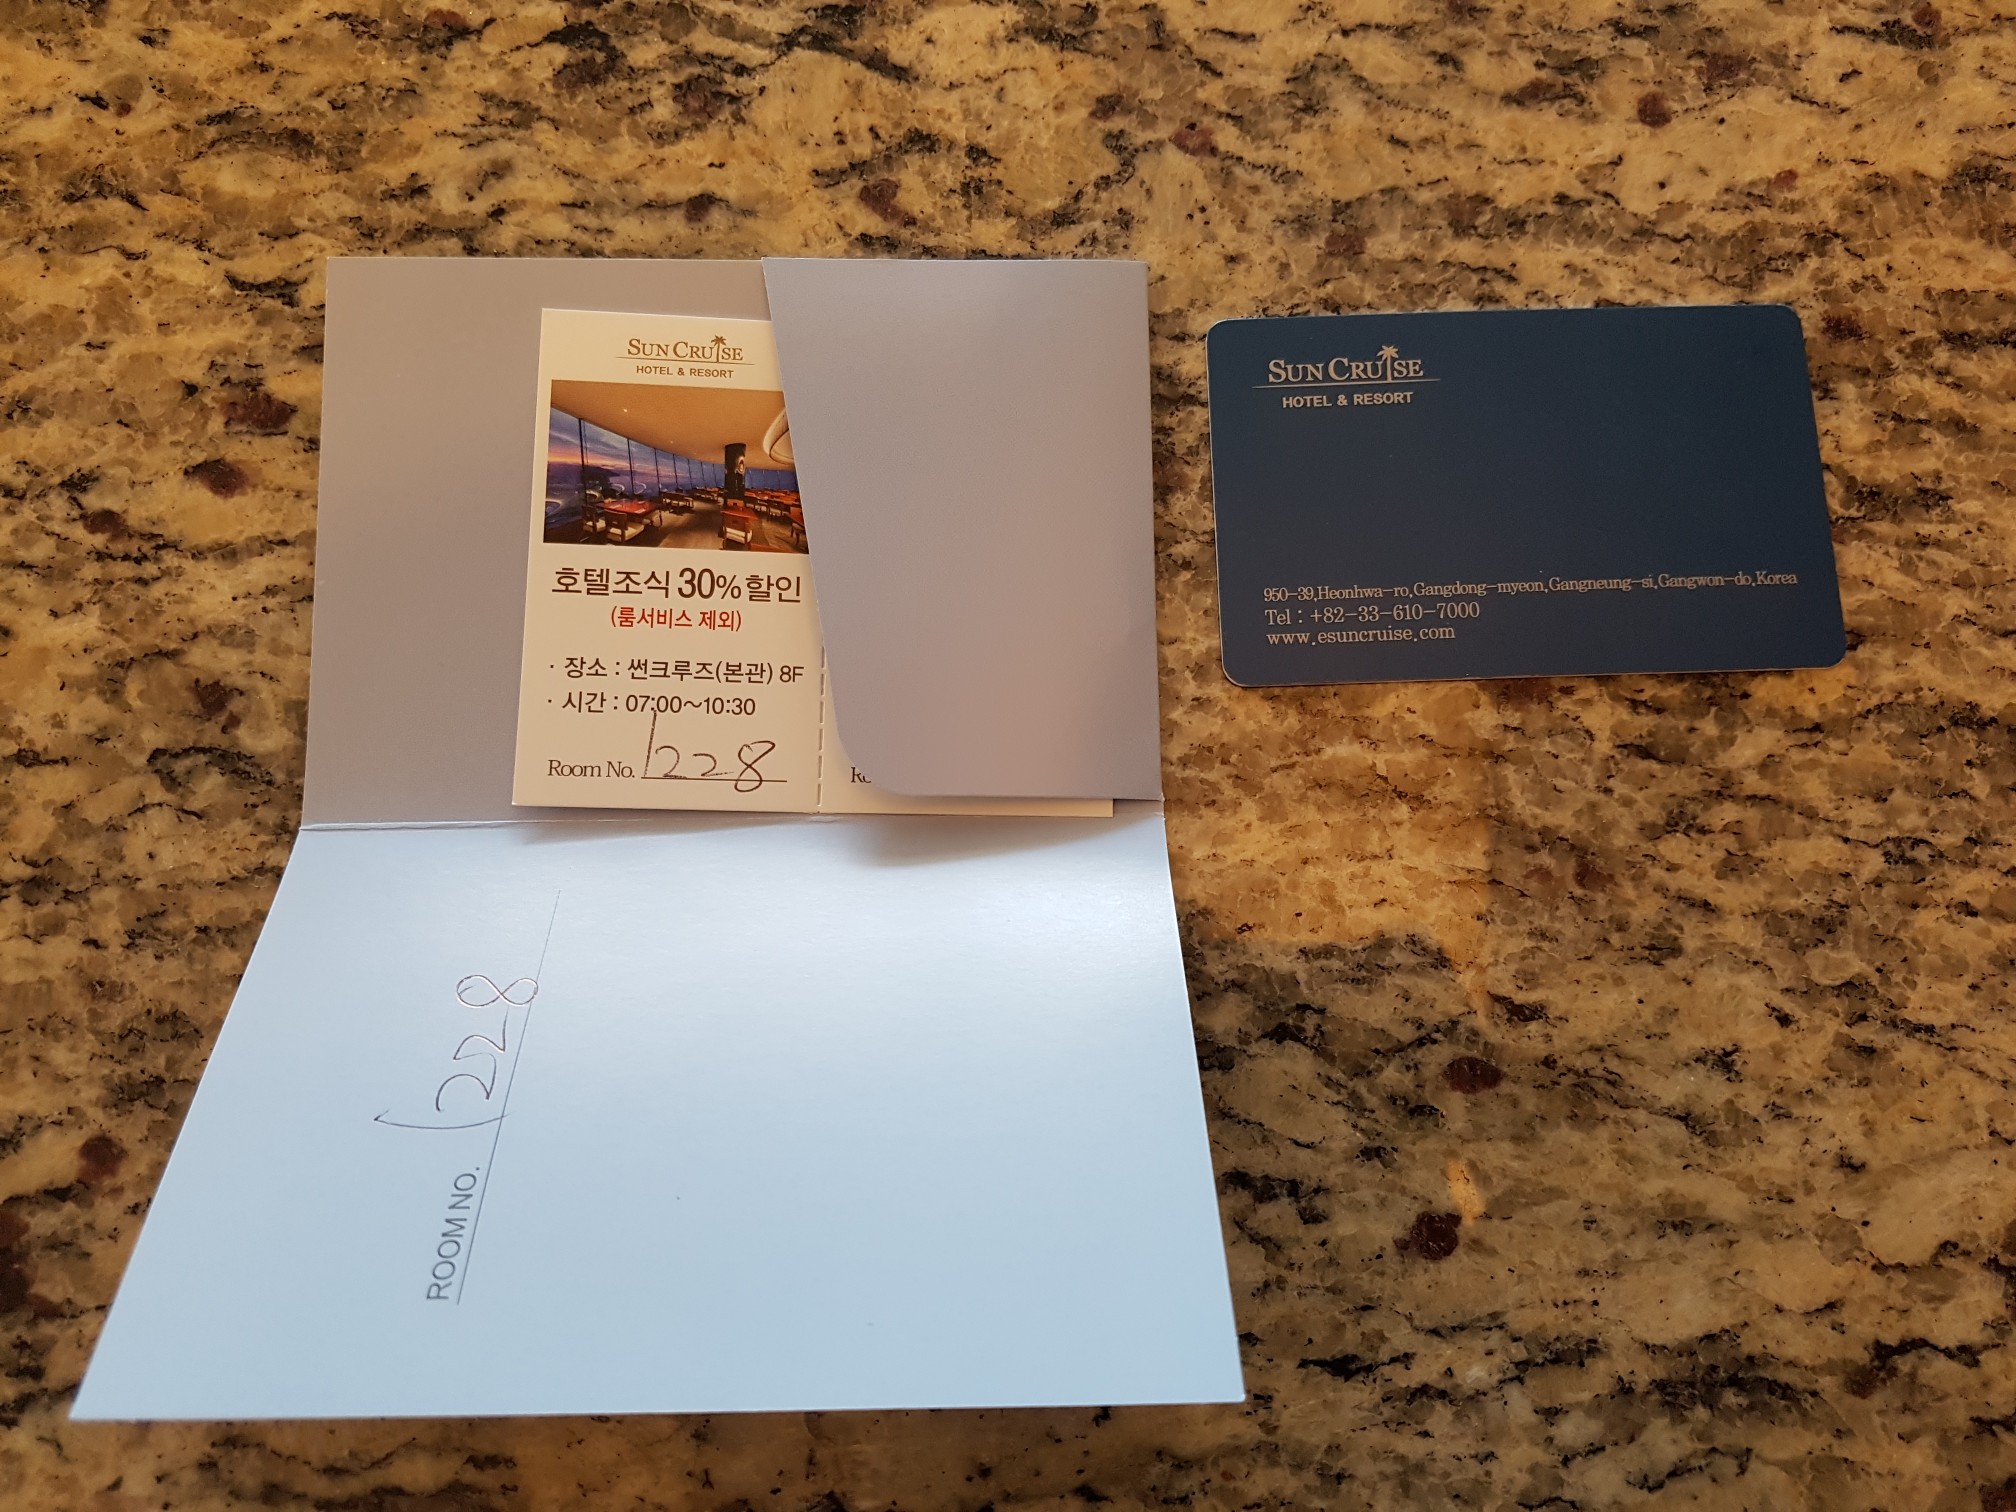 SUN CRUISE
HOTEL & RESORT
호텔조식 30% 할인
(룸서비스 제외)
· 장소 : 썬크루즈(본관) 8F
· 시간 : 07:00~10:30
Room No. 1228
ROOM NO. 1228
SUN CRUISE
HOTEL & RESORT
950-39,Heonhwa-ro,Gangdong-myeon,Gangneung-si,Gangwon-do,Korea
Tel : +82-33-610-7000
www.esuncruise.com